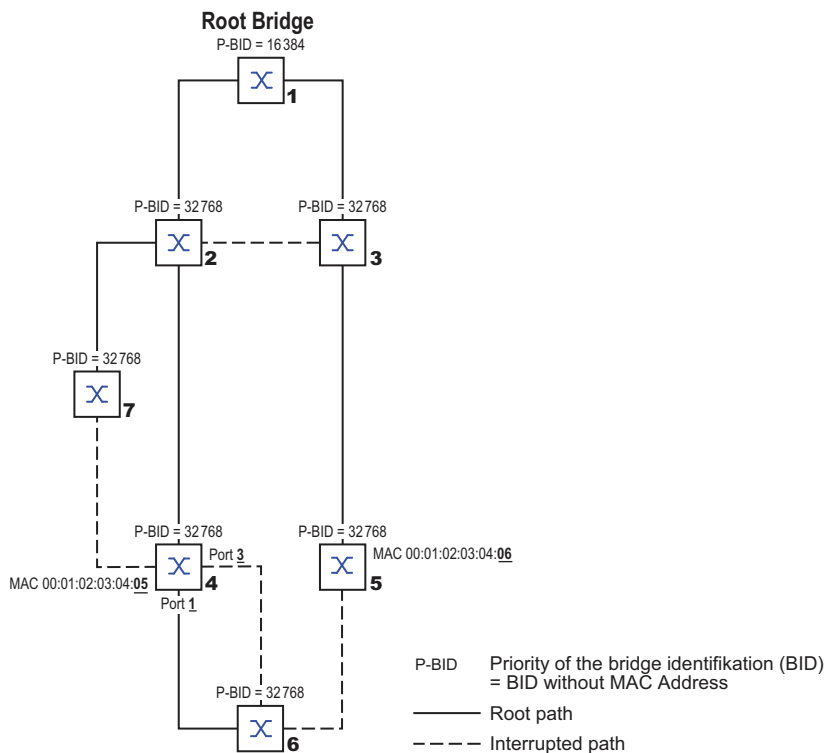 Root Bridge
P-BID = 16384
1
P-BID = 32768
P-BID = 32768
2
3
P-BID = 32768
7
P-BID = 32768
P-BID = 32768
Port 3
MAC 00:01:02:03:04:06
MAC 00:01:02:03:04:05
4
5
Port 1
P-BID = 32768
6
P-BID Priority of the bridge identifikation (BID)
= BID without MAC Address
Root path
Interrupted path